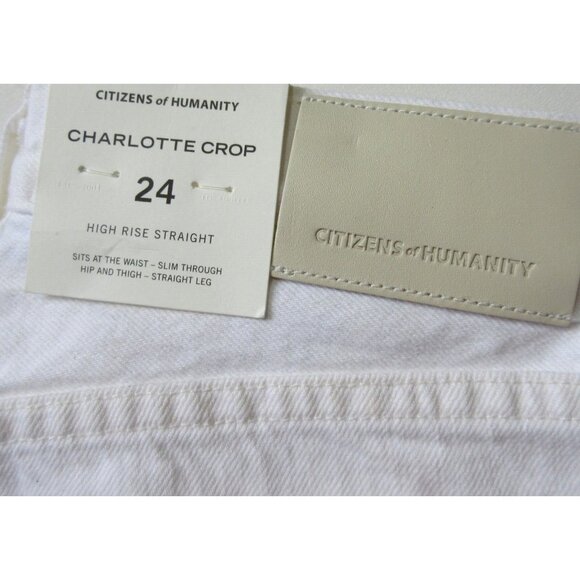 CITIZENS of HUMANITY
CHARLOTTE CROP
24
HIGH RISE STRAIGHT
SITS AT THE WAIST – SLIM THROUGH
HIP AND THIGH – STRAIGHT LEG
CITIZENS of HUMANITY